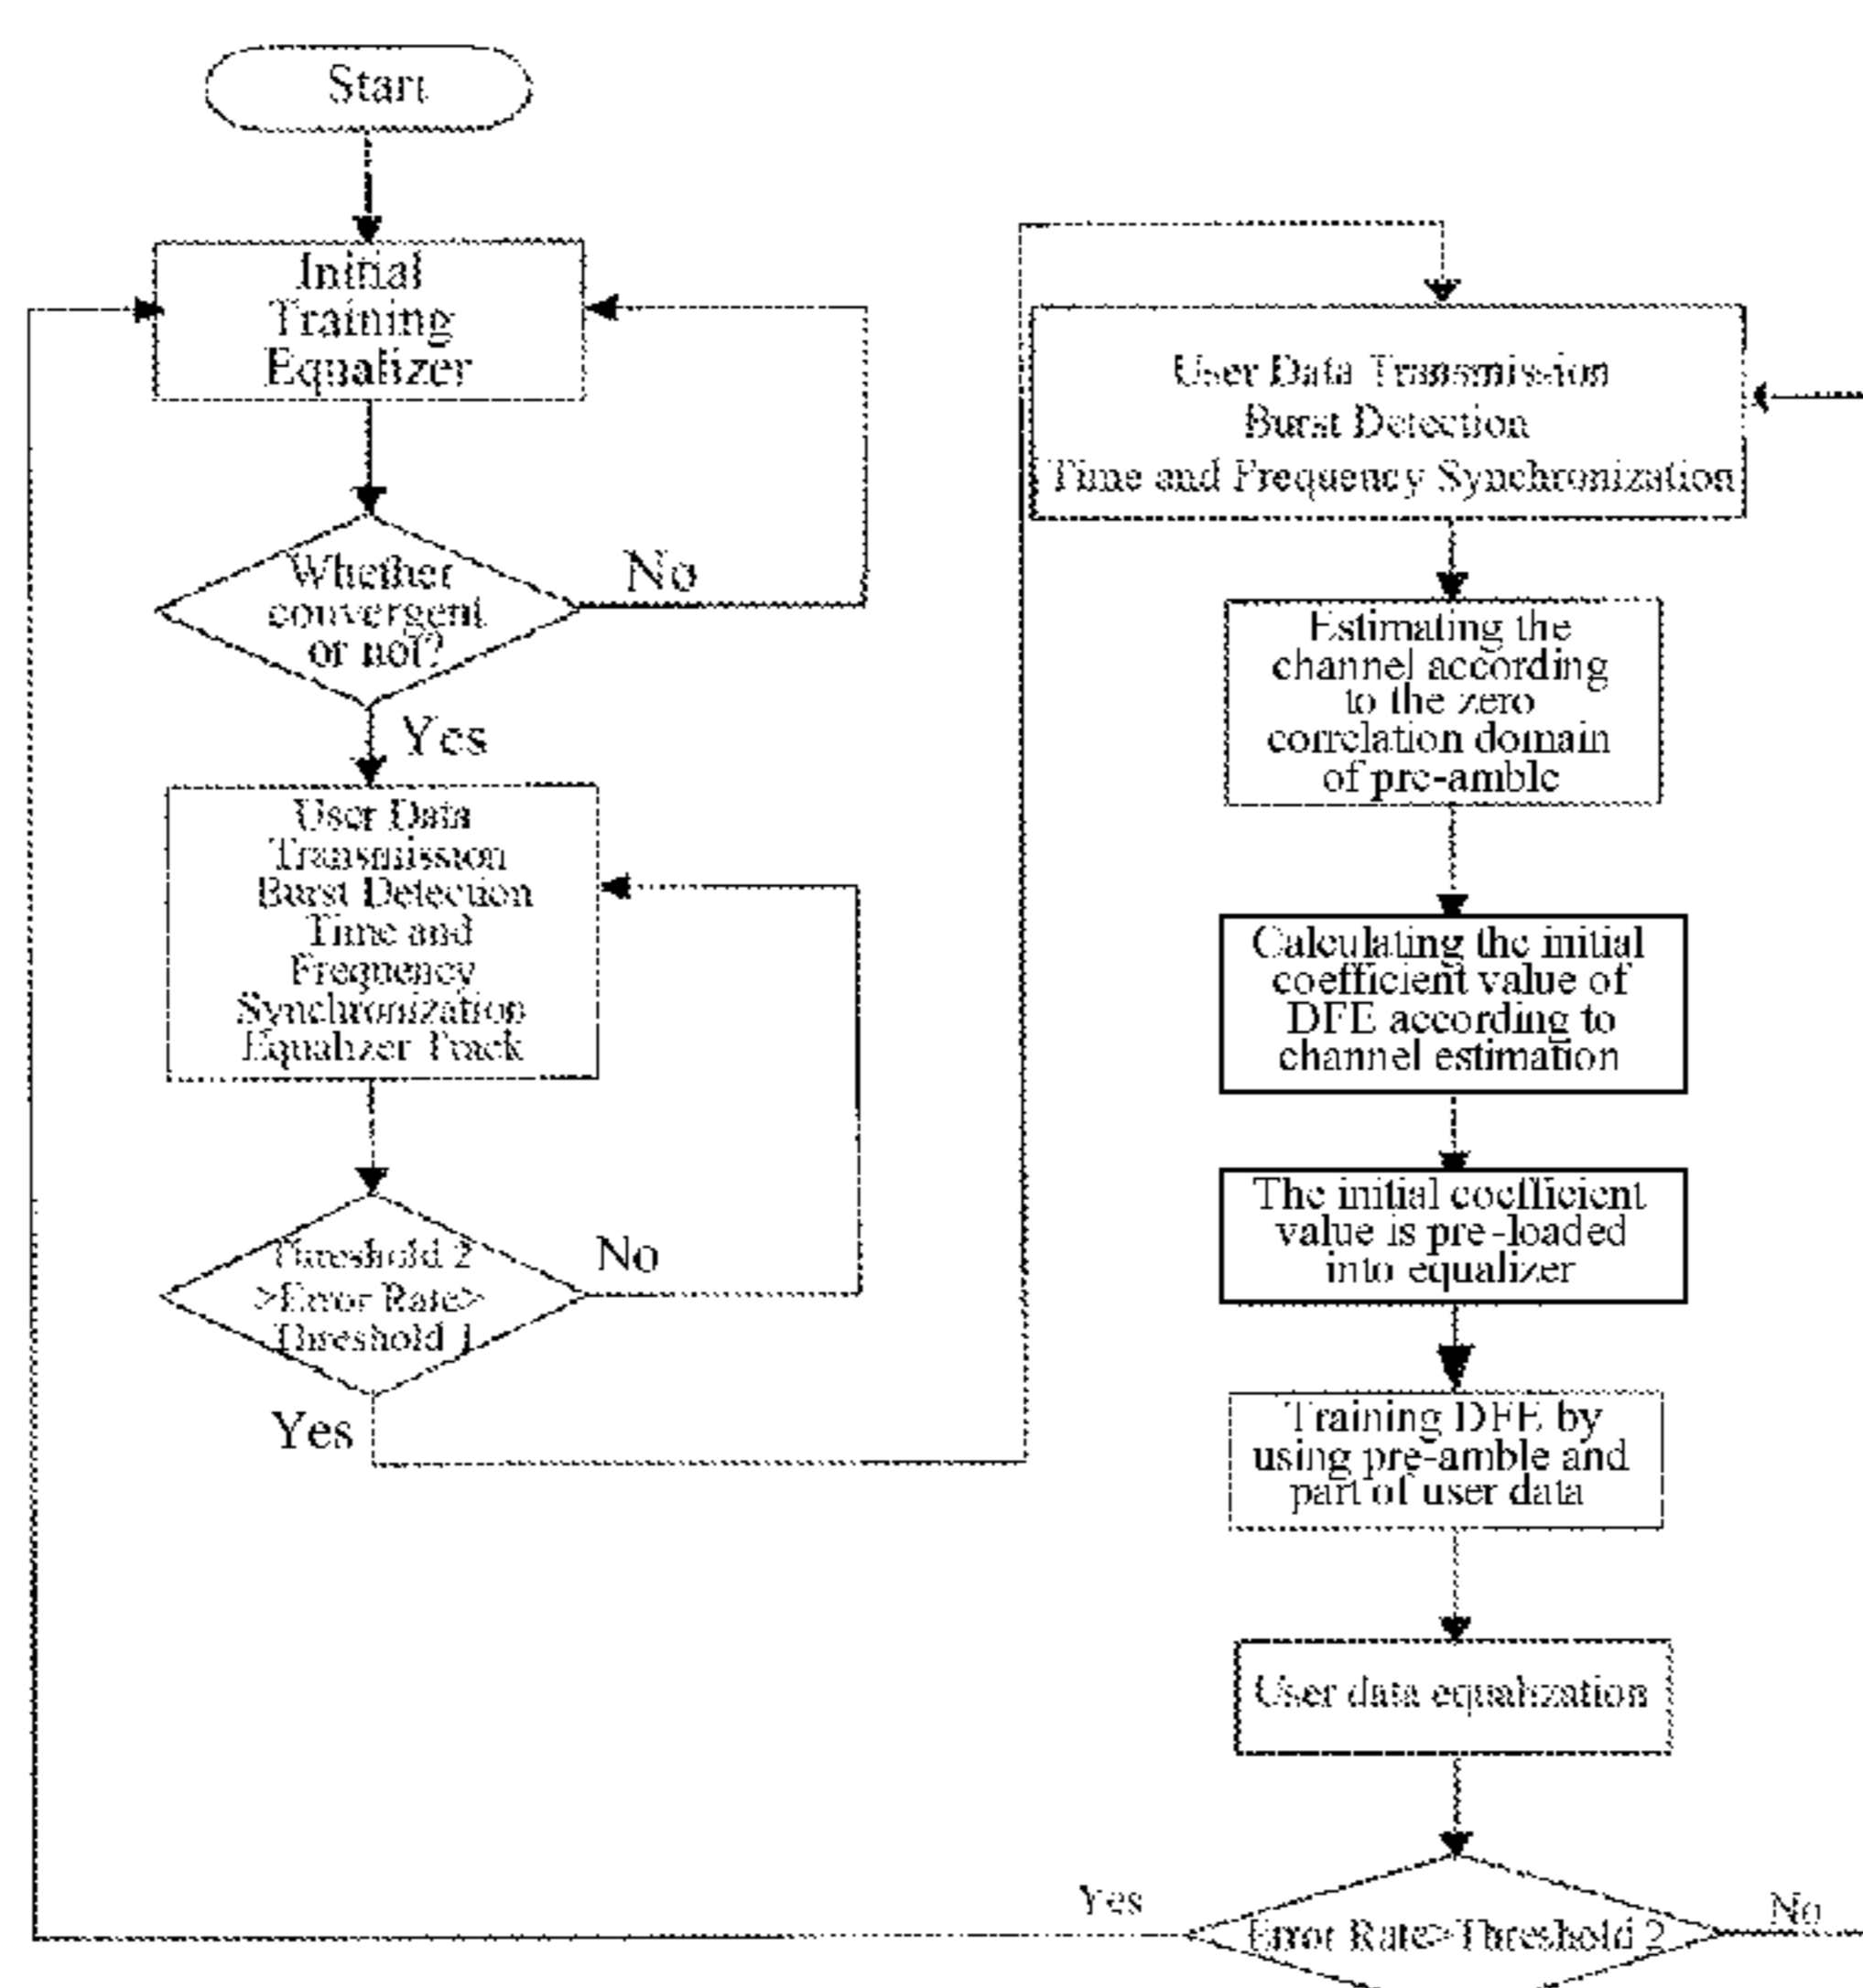 Start
Initial
Training
Equalizer
Whether
convergent
or not?
No
Yes
User Data
Transmission
Burst Detection
Time and
Frequency
Synchronization
Equalizer Track
Threshold 2
>Error Rate>
Threshold 1
No
Yes
User Data Transmission
Burst Detection
Time and Frequency Synchronization
Estimating the
channel according
to the zero
correlation domain
of pre-amble
Calculating the initial
coefficient value of
DFE according to
channel estimation
The initial coefficient
value is pre-loaded
into equalizer
Training DFE by
using pre-amble and
part of user data
User data equalization
Yes
Error Rate>Threshold 2
No